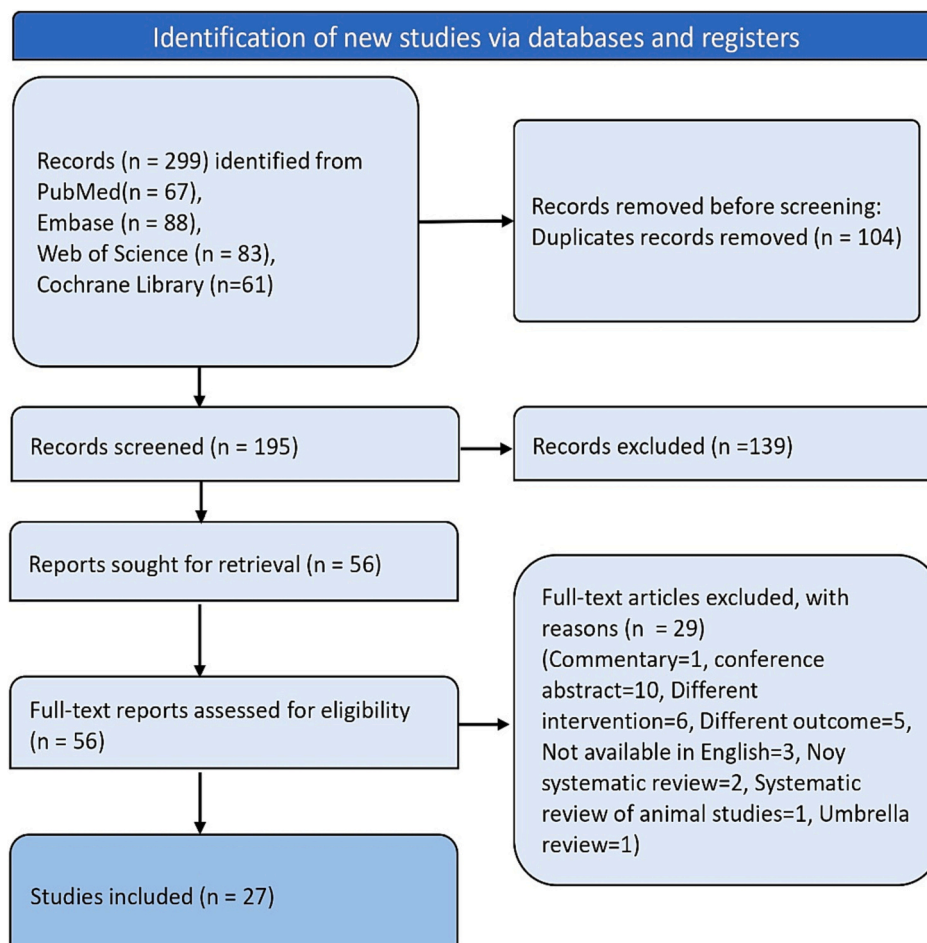 Identification of new studies via databases and registers
Records (n = 299) identified from
PubMed(n = 67),
Embase (n = 88),
Web of Science (n = 83),
Cochrane Library (n=61)
Records removed before screening:
Duplicates records removed (n = 104)
Records screened (n = 195)
Records excluded (n =139)
Reports sought for retrieval (n = 56)
Full-text reports assessed for eligibility
(n = 56)
Full-text articles excluded, with
reasons (n = 29)
(Commentary=1, conference
abstract=10, Different
intervention=6, Different outcome=5,
Not available in English=3, Noy
systematic review=2, Systematic
review of animal studies=1, Umbrella
review=1)
Studies included (n = 27)